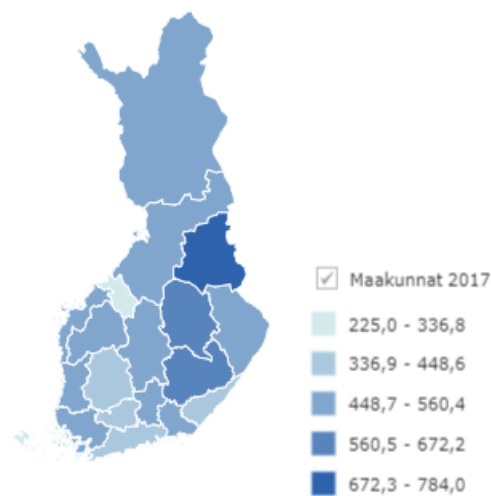 Maakunnat 2017
225,0 - 336,8
336,9 - 448,6
448,7 - 560,4
560,5 - 672,2
672,3 - 784,0